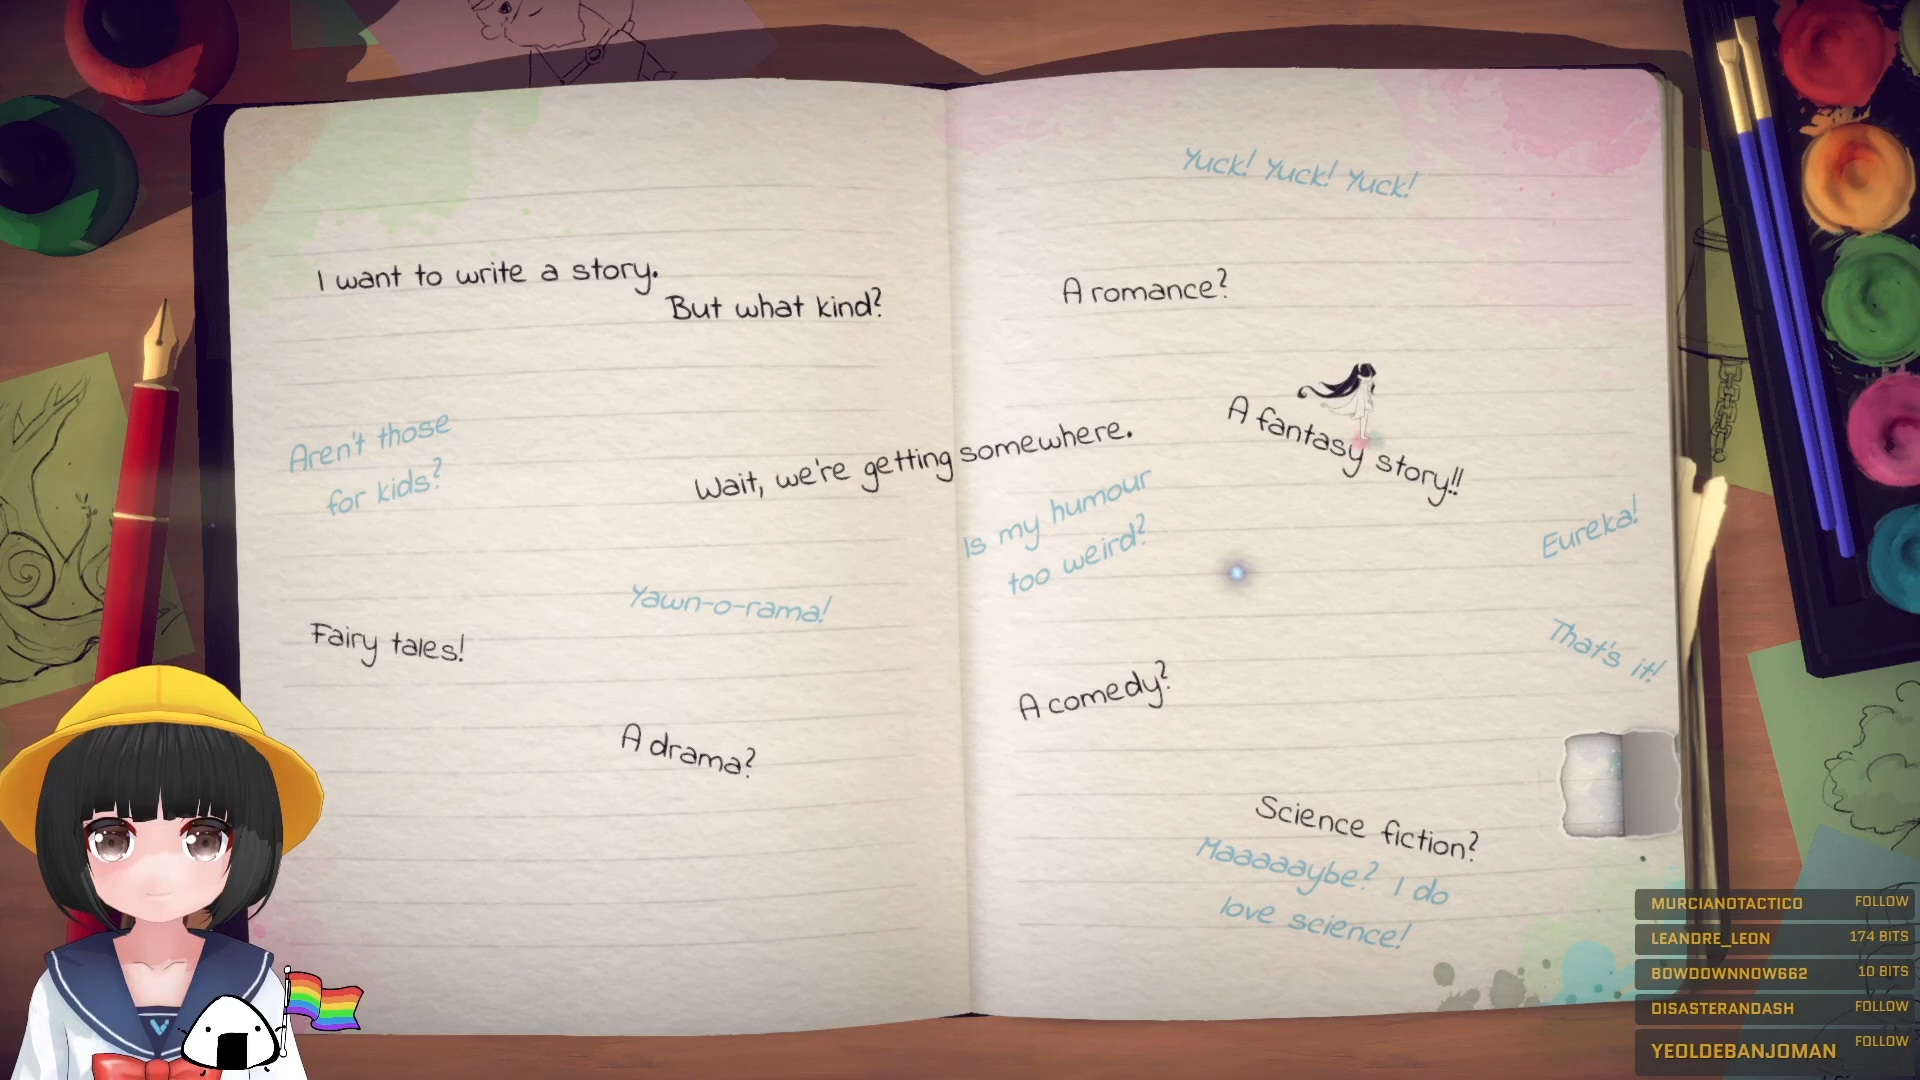 I want to write a story.
But what kind?
Aren't those
for kids?
Fairy tales!
Yawn-o-rama!
A drama?
Wait, we're getting somewhere.
Yuck! Yuck! Yuck!
A romance?
A fantasy story!!
Is my humour
too weird?
A comedy?
Eureka!
That's it!
Science fiction?
Maaaaaybe? I do
love science!
MURCIANOTACTICO FOLLOW
LEANDRE_LEON 174 BITS
BOWDOWNNOW662 10 BITS
DISASTERANDASH FOLLOW
YEOLDEBANJOMAN FOLLOW